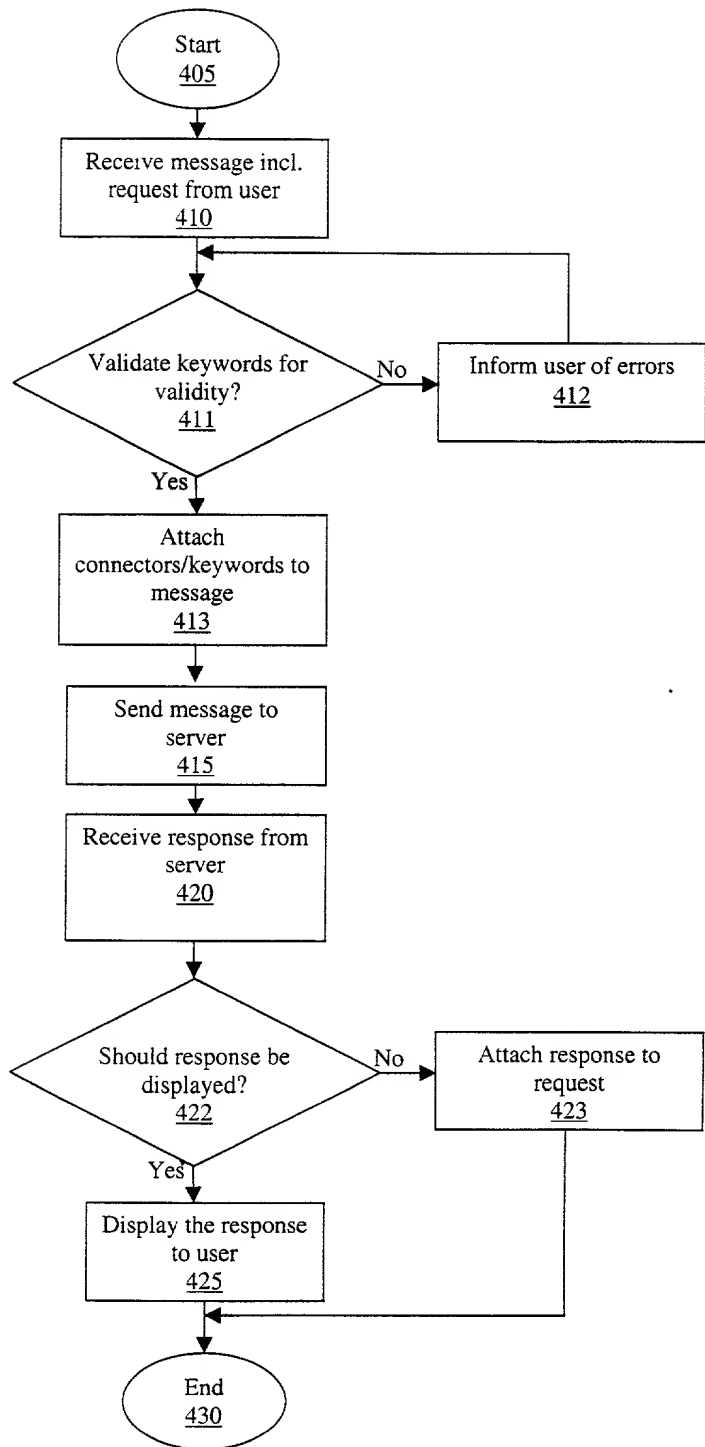 Start
405
Receive message incl.
request from user
410
Validate keywords for
validity?
411
No
Inform user of errors
412
Yes
Attach
connectors/keywords to
message
413
Send message to
server
415
Receive response from
server
420
Should response be
displayed?
422
No
Attach response to
request
423
Yes
Display the response
to user
425
End
430